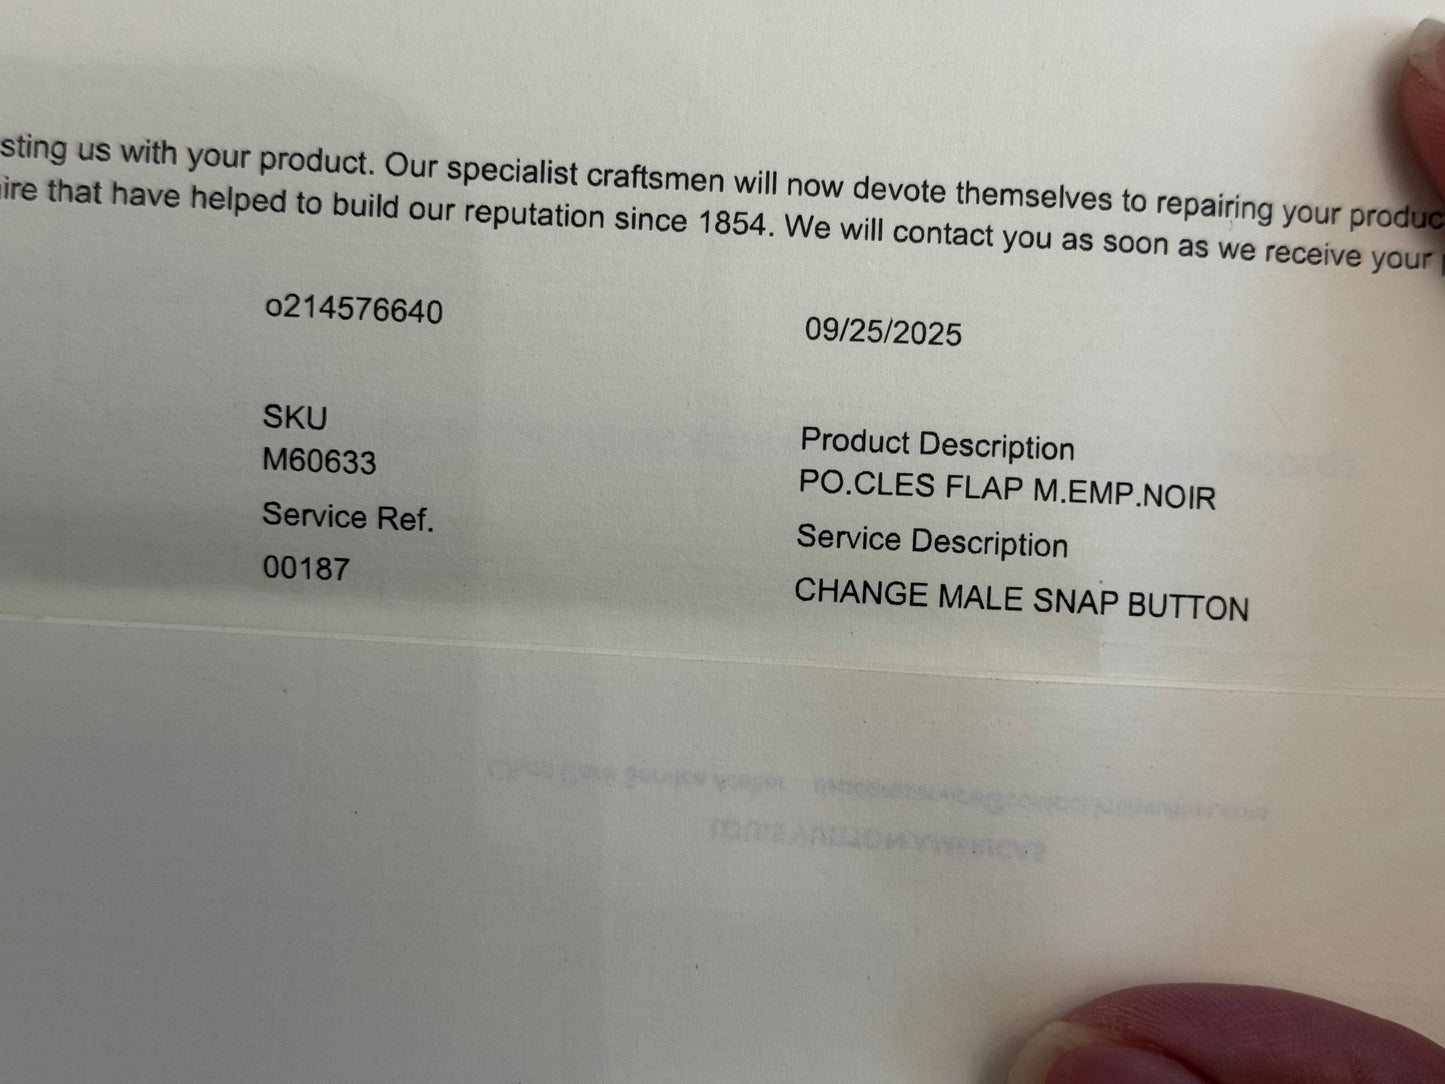 sting us with your product. Our specialist craftsmen will now devote themselves to repairing your produc
ire that have helped to build our reputation since 1854. We will contact you as soon as we receive your
o214576640
09/25/2025
SKU
Product Description
M60633
PO.CLES FLAP M.EMP.NOIR
Service Ref.
Service Description
00187
CHANGE MALE SNAP BUTTON
LOUIS VUITTON AMERICAS